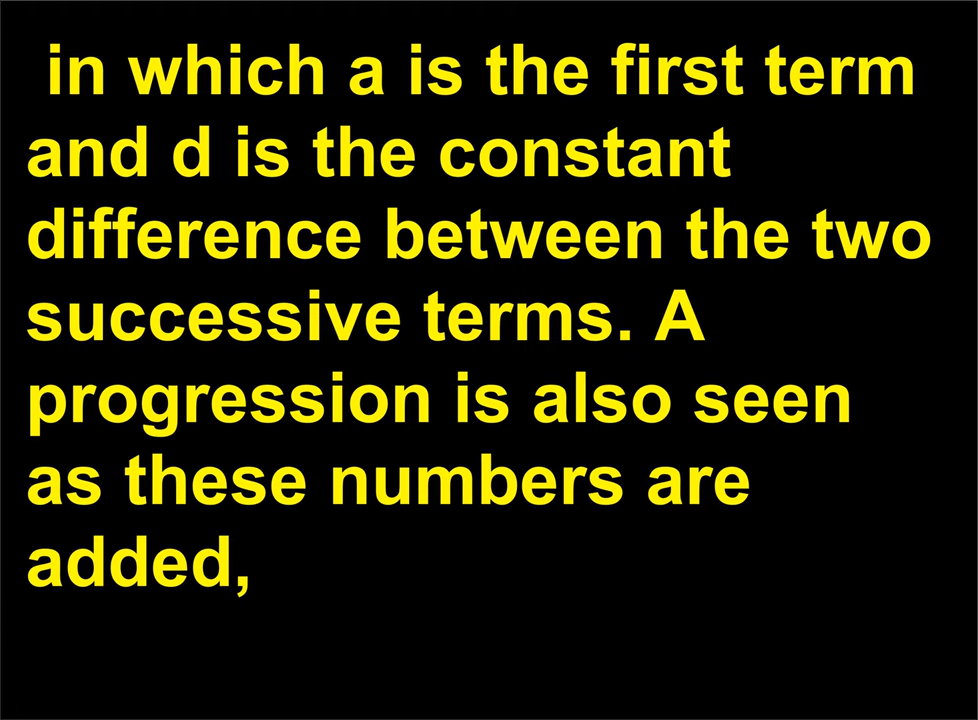 in which a is the first term
and d is the constant
difference between the two
successive terms. A
progression is also seen
as these numbers are
added,